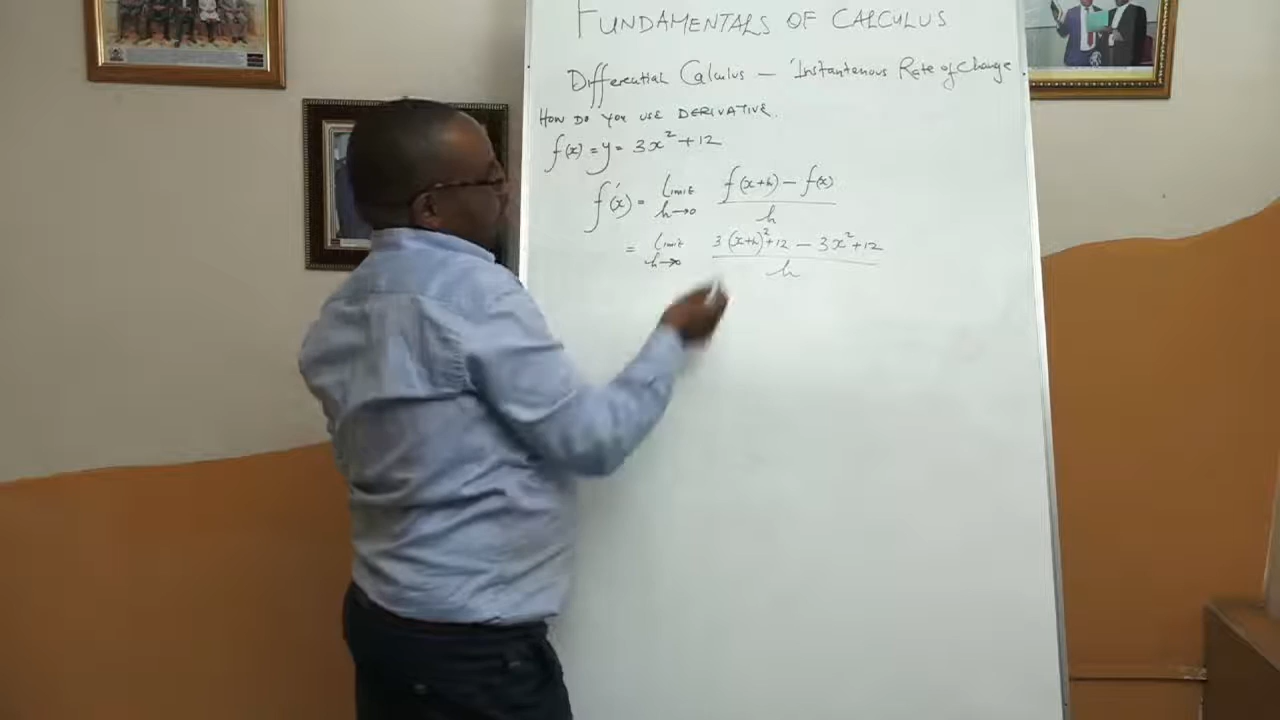 FUNDAMENTALS OF CALCULUS
Differential Calculus — 'Instantenous Rate of Change
HOW DO YOU USE DERIVATIVE.
f(x) = y = 3x² + 12
f'(x) = Limit h→0 f(x+h) − f(x) / h
= Limit h→0 3(x+h)² + 12 − 3x² + 12 / h